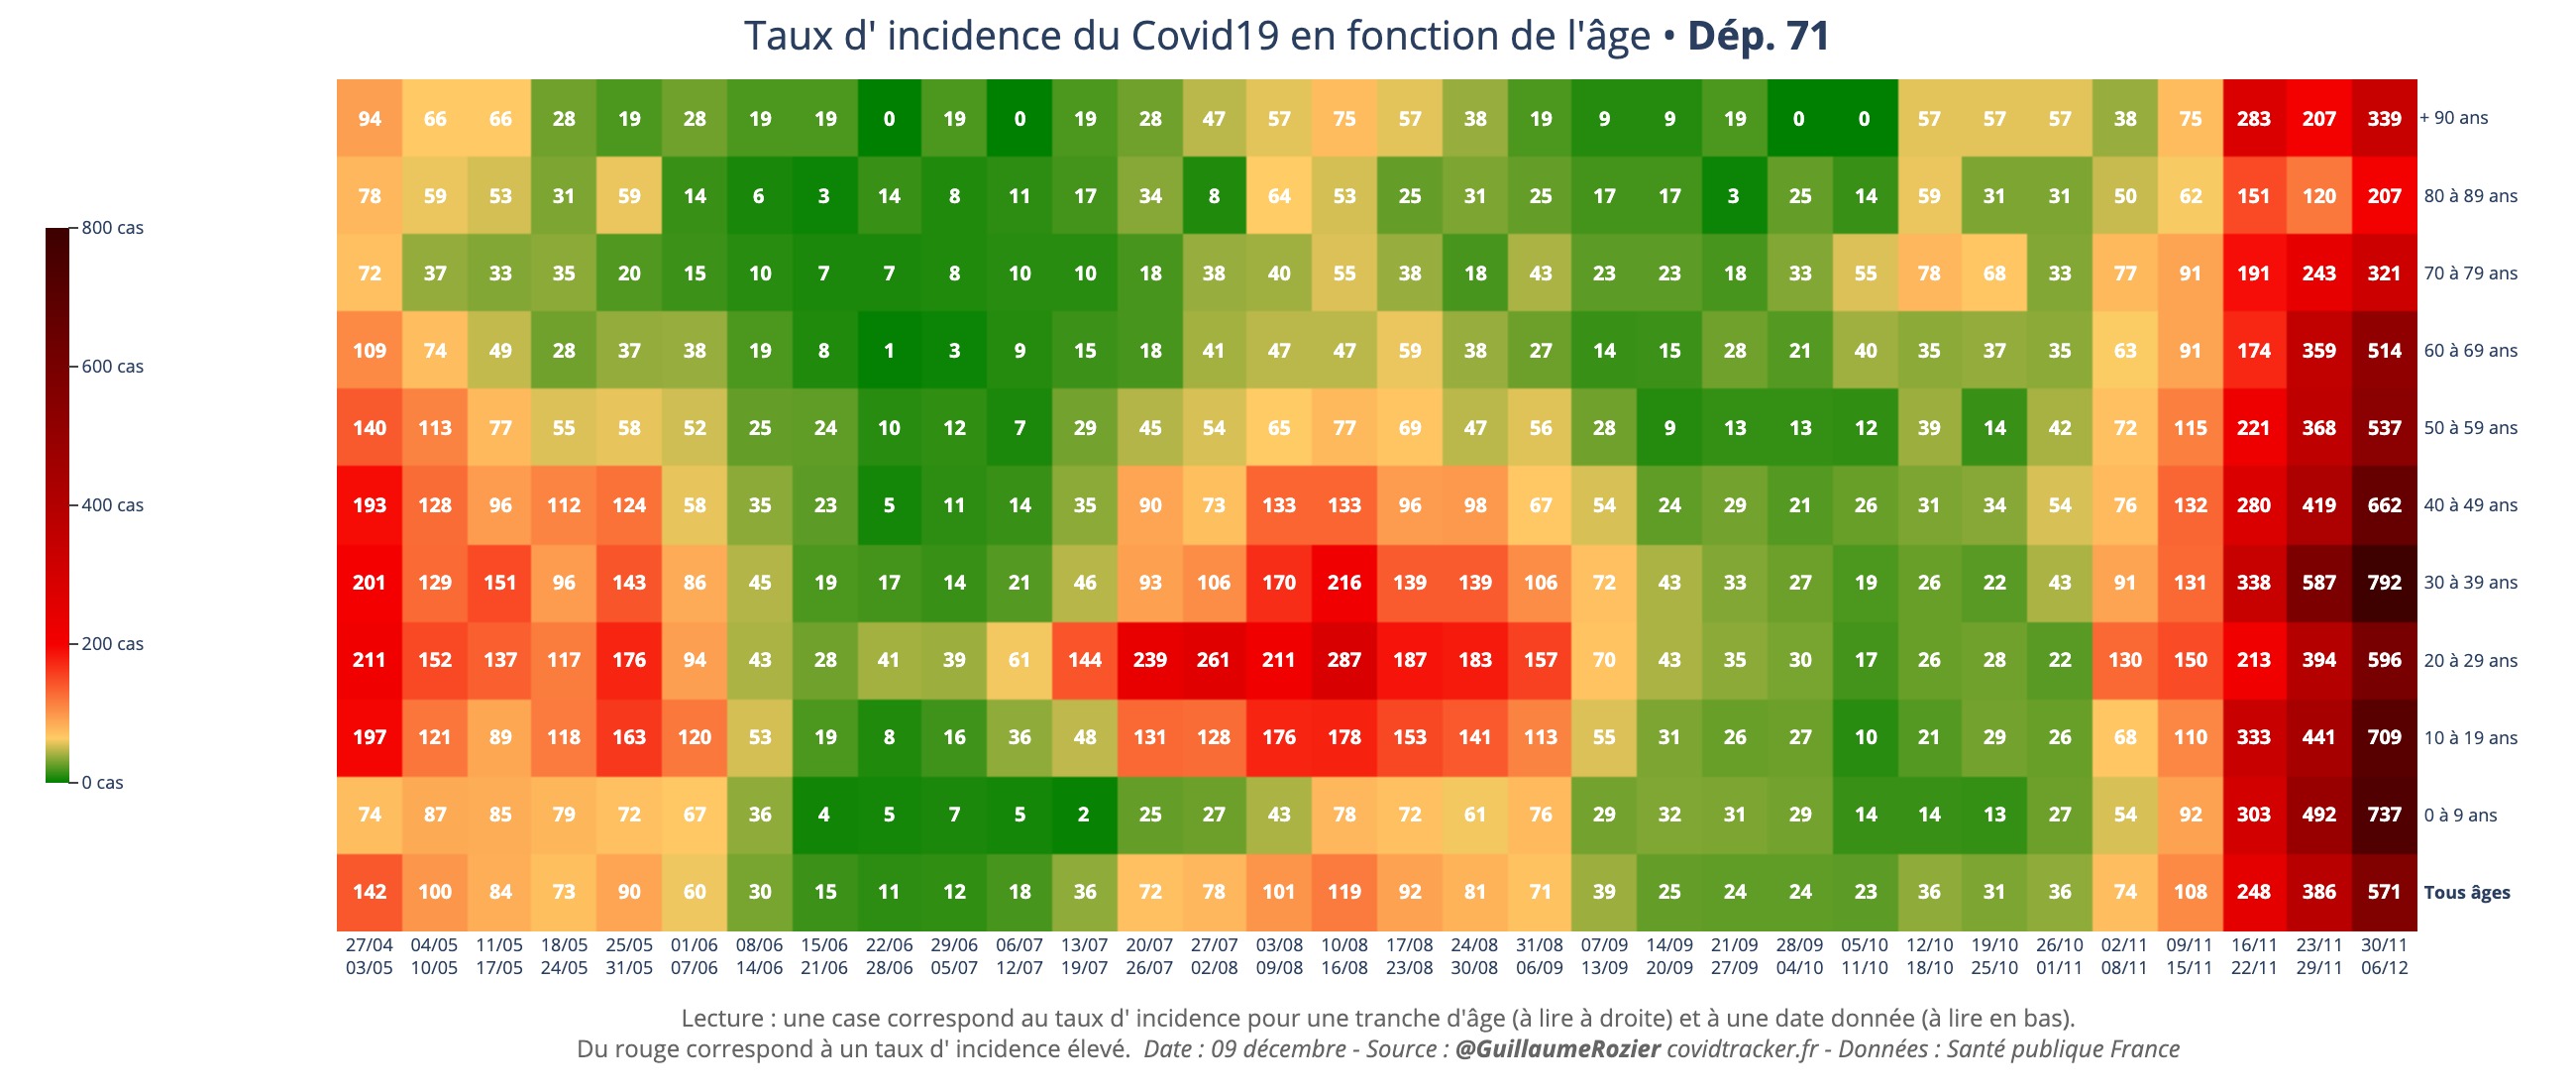 Taux d' incidence du Covid19 en fonction de l'âge • Dép. 71
94 66 66 28 19 28 19 19 0 19 0 19 28 47 57 75 57 38 19 9 9 19 0 0 57 57 57 38 75 283 207 339 + 90 ans
78 59 53 31 59 14 6 3 14 8 11 17 34 8 64 53 25 31 25 17 17 3 25 14 59 31 31 50 62 151 120 207 80 à 89 ans
800 cas
72 37 33 35 20 15 10 7 7 8 10 10 18 38 40 55 38 18 43 23 23 18 33 55 78 68 33 77 91 191 243 321 70 à 79 ans
109 74 49 28 37 38 19 8 1 3 9 15 18 41 47 47 59 38 27 14 15 28 21 40 35 37 35 63 91 174 359 514 60 à 69 ans
600 cas
140 113 77 55 58 52 25 24 10 12 7 29 45 54 65 77 69 47 56 28 9 13 13 12 39 14 42 72 115 221 368 537 50 à 59 ans
400 cas
193 128 96 112 124 58 35 23 5 11 14 35 90 73 133 133 96 98 67 54 24 29 21 26 31 34 54 76 132 280 419 662 40 à 49 ans
201 129 151 96 143 86 45 19 17 14 21 46 93 106 170 216 139 139 106 72 43 33 27 19 26 22 43 91 131 338 587 792 30 à 39 ans
200 cas
211 152 137 117 176 94 43 28 41 39 61 144 239 261 211 287 187 183 157 70 43 35 30 17 26 28 22 130 150 213 394 596 20 à 29 ans
197 121 89 118 163 120 53 19 8 16 36 48 131 128 176 178 153 141 113 55 31 26 27 10 21 29 26 68 110 333 441 709 10 à 19 ans
0 cas
74 87 85 79 72 67 36 4 5 7 5 2 25 27 43 78 72 61 76 29 32 31 29 14 14 13 27 54 92 303 492 737 0 à 9 ans
142 100 84 73 90 60 30 15 11 12 18 36 72 78 101 119 92 81 71 39 25 24 24 23 36 31 36 74 108 248 386 571 Tous âges
27/04 04/05 11/05 18/05 25/05 01/06 08/06 15/06 22/06 29/06 06/07 13/07 20/07 27/07 03/08 10/08 17/08 24/08 31/08 07/09 14/09 21/09 28/09 05/10 12/10 19/10 26/10 02/11 09/11 16/11 23/11 30/11
03/05 10/05 17/05 24/05 31/05 07/06 14/06 21/06 28/06 05/07 12/07 19/07 26/07 02/08 09/08 16/08 23/08 30/08 06/09 13/09 20/09 27/09 04/10 11/10 18/10 25/10 01/11 08/11 15/11 22/11 29/11 06/12
Lecture : une case correspond au taux d' incidence pour une tranche d'âge (à lire à droite) et à une date donnée (à lire en bas).
Du rouge correspond à un taux d' incidence élevé. Date : 09 décembre - Source : @GuillaumeRozier covidtracker.fr - Données : Santé publique France